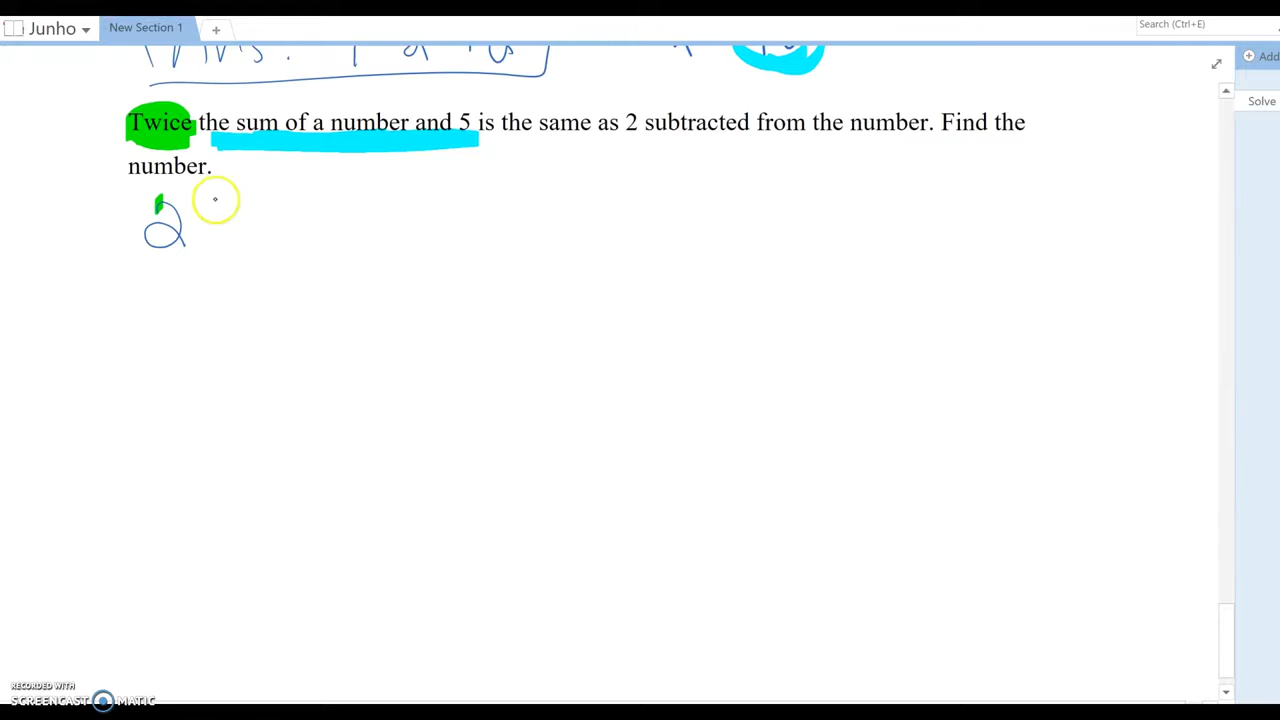 Junho
New Section 1
Search (Ctrl+E)
Add
Solve
Twice the sum of a number and 5 is the same as 2 subtracted from the number. Find the
number.
2
RECORDED WITH
SCREENCAST MATIC